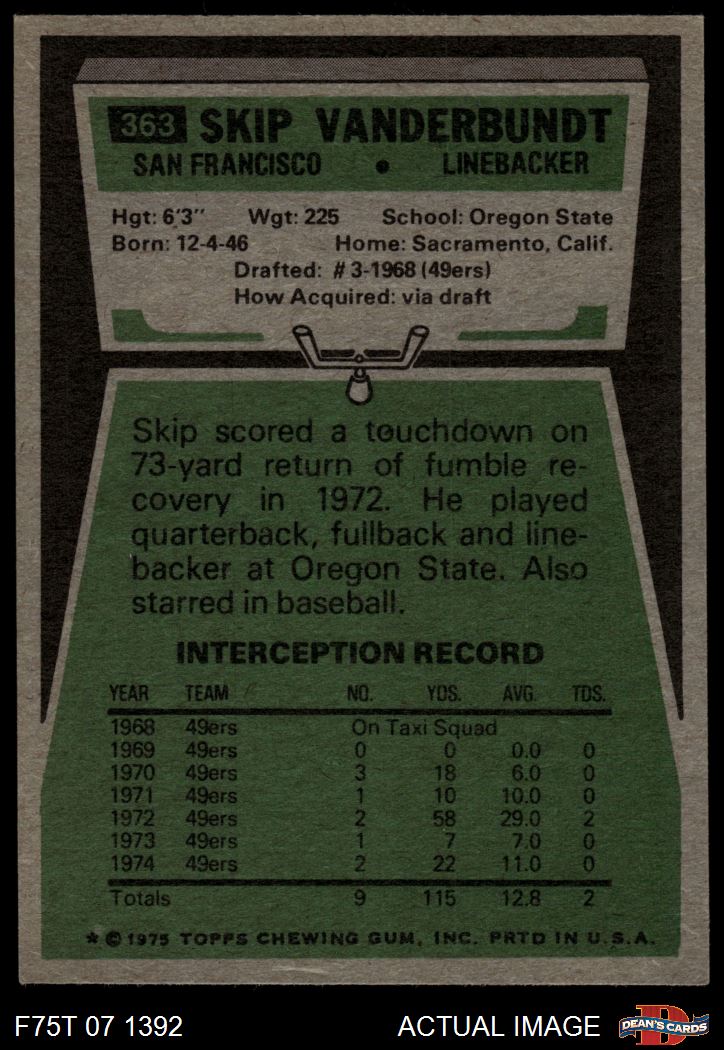 363 SKIP VANDERBUNDT
SAN FRANCISCO • LINEBACKER
Hgt: 6'3" Wgt: 225 School: Oregon State
Born: 12-4-46 Home: Sacramento, Calif.
Drafted: #3-1968 (49ers)
How Acquired: via draft
Skip scored a touchdown on
73-yard return of fumble re-
covery in 1972. He played
quarterback, fullback and line-
backer at Oregon State. Also
starred in baseball.
INTERCEPTION RECORD
YEAR TEAM NO. YDS. AVG. TDS.
1968 49ers On Taxi Squad
1969 49ers 0 0 0.0 0
1970 49ers 3 18 6.0 0
1971 49ers 1 10 10.0 0
1972 49ers 2 58 29.0 2
1973 49ers 1 7 7.0 0
1974 49ers 2 22 11.0 0
Totals 9 115 12.8 2
* © 1975 TOPPS CHEWING GUM, INC. PRTD IN U.S.A.
F75T 07 1392 ACTUAL IMAGE D DEAN'S CARDS